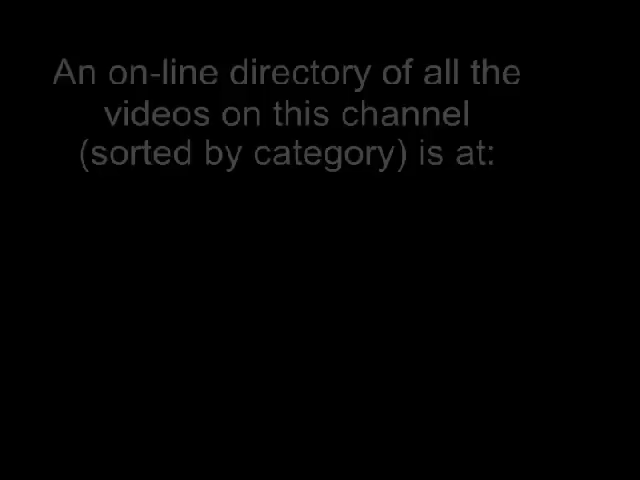 An on-line directory of all the
videos on this channel
(sorted by category) is at: